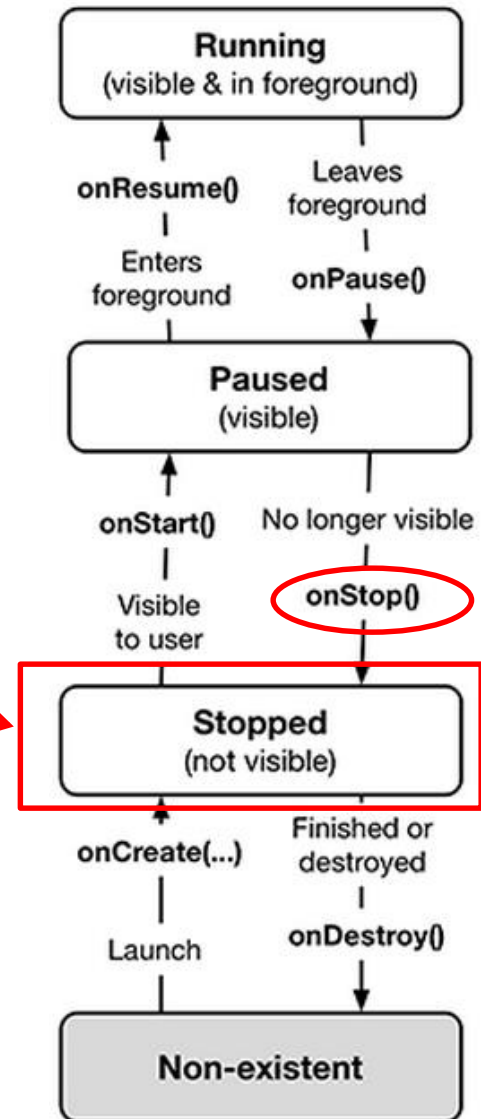 Running
(visible & in foreground)
onResume()
Enters
foreground
Leaves
foreground
onPause()
Paused
(visible)
onStart()
Visible
to user
No longer visible
onStop()
Stopped
(not visible)
onCreate(...)
Launch
Finished or
destroyed
onDestroy()
Non-existent